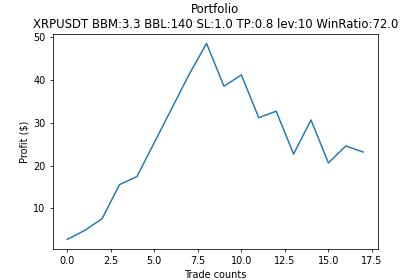 Portfolio
XRPUSDT BBM:3.3 BBL:140 SL:1.0 TP:0.8 lev:10 WinRatio:72.0
50
40
30
20
10
Profit ($)
0.0 2.5 5.0 7.5 10.0 12.5 15.0 17.5
Trade counts